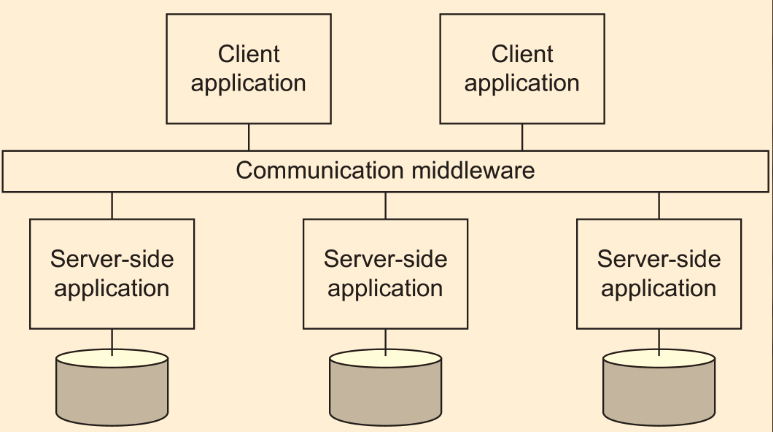 Client
application
Client
application
Communication middleware
Server-side
application
Server-side
application
Server-side
application